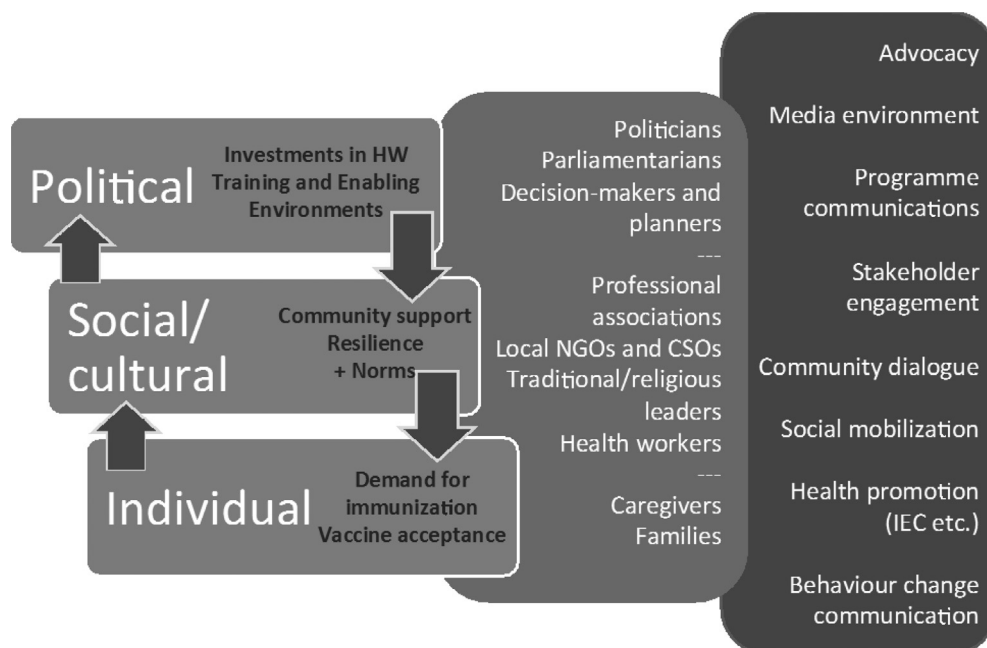 Political
Investments in HW
Training and Enabling
Environments
Social/
cultural
Community support
Resilience
+ Norms
Individual
Demand for
immunization
Vaccine acceptance
Politicians
Parliamentarians
Decision-makers and
planners
---
Professional
associations
Local NGOs and CSOs
Traditional/religious
leaders
Health workers
---
Caregivers
Families
Advocacy
Media environment
Programme
communications
Stakeholder
engagement
Community dialogue
Social mobilization
Health promotion
(IEC etc.)
Behaviour change
communication